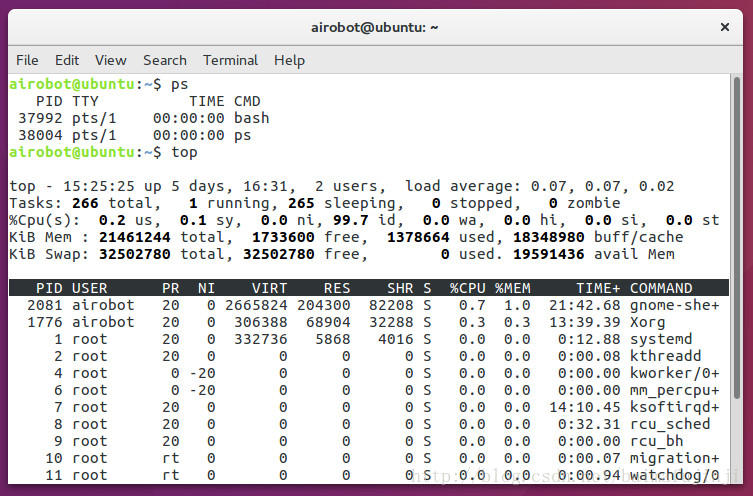 airobot@ubuntu: ~
File Edit View Search Terminal Help
airobot@ubuntu:~$ ps
PID TTY TIME CMD
37992 pts/1 00:00:00 bash
38004 pts/1 00:00:00 ps
airobot@ubuntu:~$ top
top - 15:25:25 up 5 days, 16:31, 2 users, load average: 0.07, 0.07, 0.02
Tasks: 266 total, 1 running, 265 sleeping, 0 stopped, 0 zombie
%Cpu(s): 0.2 us, 0.1 sy, 0.0 ni, 99.7 id, 0.0 wa, 0.0 hi, 0.0 si, 0.0 st
KiB Mem : 21461244 total, 1733600 free, 1378664 used, 18348980 buff/cache
KiB Swap: 32502780 total, 32502780 free, 0 used. 19591436 avail Mem
PID USER PR NI VIRT RES SHR S %CPU %MEM TIME+ COMMAND
2081 airobot 20 0 2665824 204300 82208 S 0.7 1.0 21:42.68 gnome-she+
1776 airobot 20 0 306388 68904 32288 S 0.3 0.3 13:39.39 Xorg
1 root 20 0 332736 5868 4016 S 0.0 0.0 0:12.88 systemd
2 root 20 0 0 0 0 S 0.0 0.0 0:00.08 kthreadd
4 root 0 -20 0 0 0 S 0.0 0.0 0:00.00 kworker/0+
6 root 0 -20 0 0 0 S 0.0 0.0 0:00.00 mm_percpu+
7 root 20 0 0 0 0 S 0.0 0.0 14:10.45 ksoftirqd+
8 root 20 0 0 0 0 S 0.0 0.0 0:32.31 rcu_sched
9 root 20 0 0 0 0 S 0.0 0.0 0:00.00 rcu_bh
10 root rt 0 0 0 0 S 0.0 0.0 0:00.07 migration+
11 root rt 0 0 0 0 S 0.0 0.0 0:00.94 watchdog/0